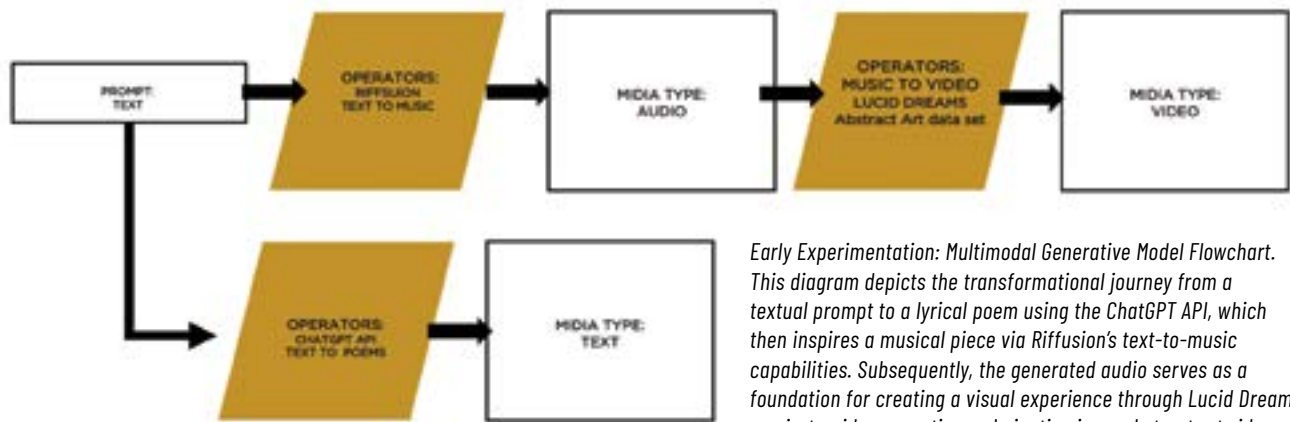 PROMPT:
TEXT
OPERATORS:
RIFFSUION
TEXT TO MUSIC
MIDIA TYPE:
AUDIO
OPERATORS:
MUSIC TO VIDEO
LUCID DREAMS
Abstract Art data set
MIDIA TYPE:
VIDEO
OPERATORS:
CHATGPT API
TEXT TO POEMS
MIDIA TYPE:
TEXT
Early Experimentation: Multimodal Generative Model Flowchart.
This diagram depicts the transformational journey from a
textual prompt to a lyrical poem using the ChatGPT API, which
then inspires a musical piece via Riffusion's text-to-music
capabilities. Subsequently, the generated audio serves as a
foundation for creating a visual experience through Lucid Dream